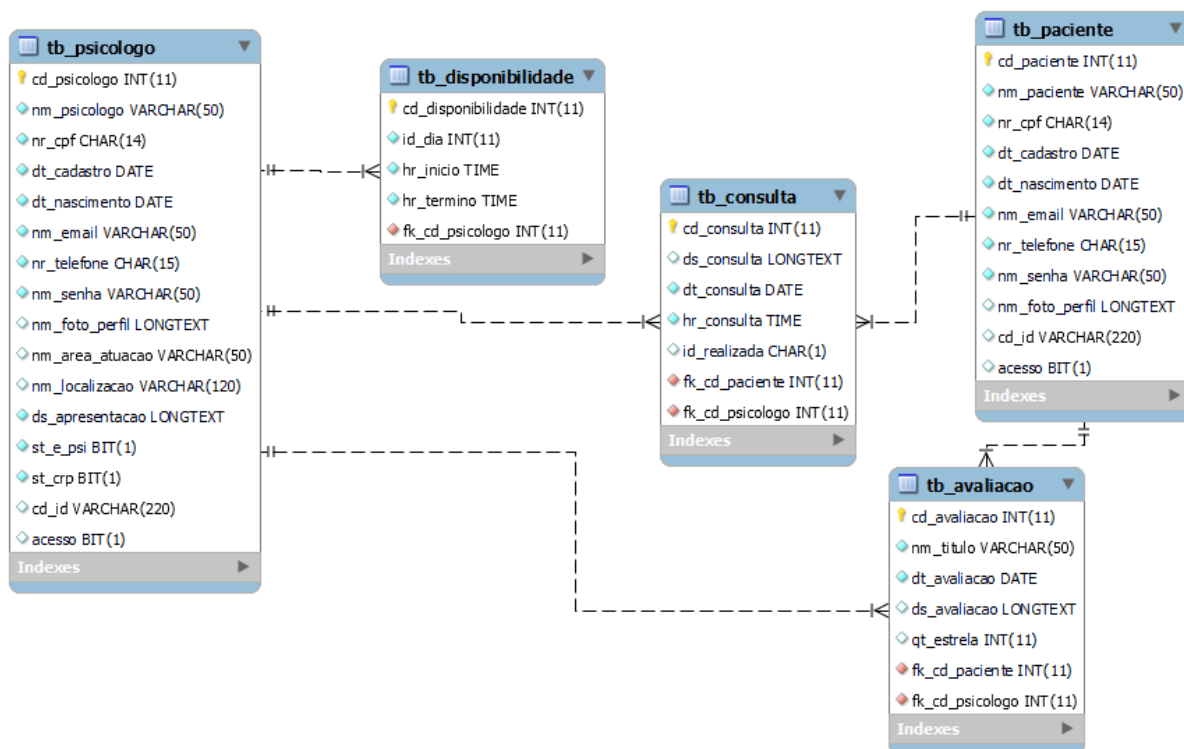 tb_psicologo
cd_psicologo INT(11)
nm_psicologo VARCHAR(50)
nr_cpf CHAR(14)
dt_cadastro DATE
dt_nascimento DATE
nm_email VARCHAR(50)
nr_telefone CHAR(15)
nm_senha VARCHAR(50)
nm_foto_perfil LONGTEXT
nm_area_atuacao VARCHAR(50)
nm_localizacao VARCHAR(120)
ds_apresentacao LONGTEXT
st_e_psi BIT(1)
st_crp BIT(1)
cd_id VARCHAR(220)
acesso BIT(1)
Indexes
tb_disponibilidade
cd_disponibilidade INT(11)
id_dia INT(11)
hr_inicio TIME
hr_termino TIME
fk_cd_psicologo INT(11)
Indexes
tb_consulta
cd_consulta INT(11)
ds_consulta LONGTEXT
dt_consulta DATE
hr_consulta TIME
id_realizada CHAR(1)
fk_cd_paciente INT(11)
fk_cd_psicologo INT(11)
Indexes
tb_paciente
cd_paciente INT(11)
nm_paciente VARCHAR(50)
nr_cpf CHAR(14)
dt_cadastro DATE
dt_nascimento DATE
nm_email VARCHAR(50)
nr_telefone CHAR(15)
nm_senha VARCHAR(50)
nm_foto_perfil LONGTEXT
cd_id VARCHAR(220)
acesso BIT(1)
Indexes
tb_avaliacao
cd_avaliacao INT(11)
nm_titulo VARCHAR(50)
dt_avaliacao DATE
ds_avaliacao LONGTEXT
qt_estrela INT(11)
fk_cd_paciente INT(11)
fk_cd_psicologo INT(11)
Indexes